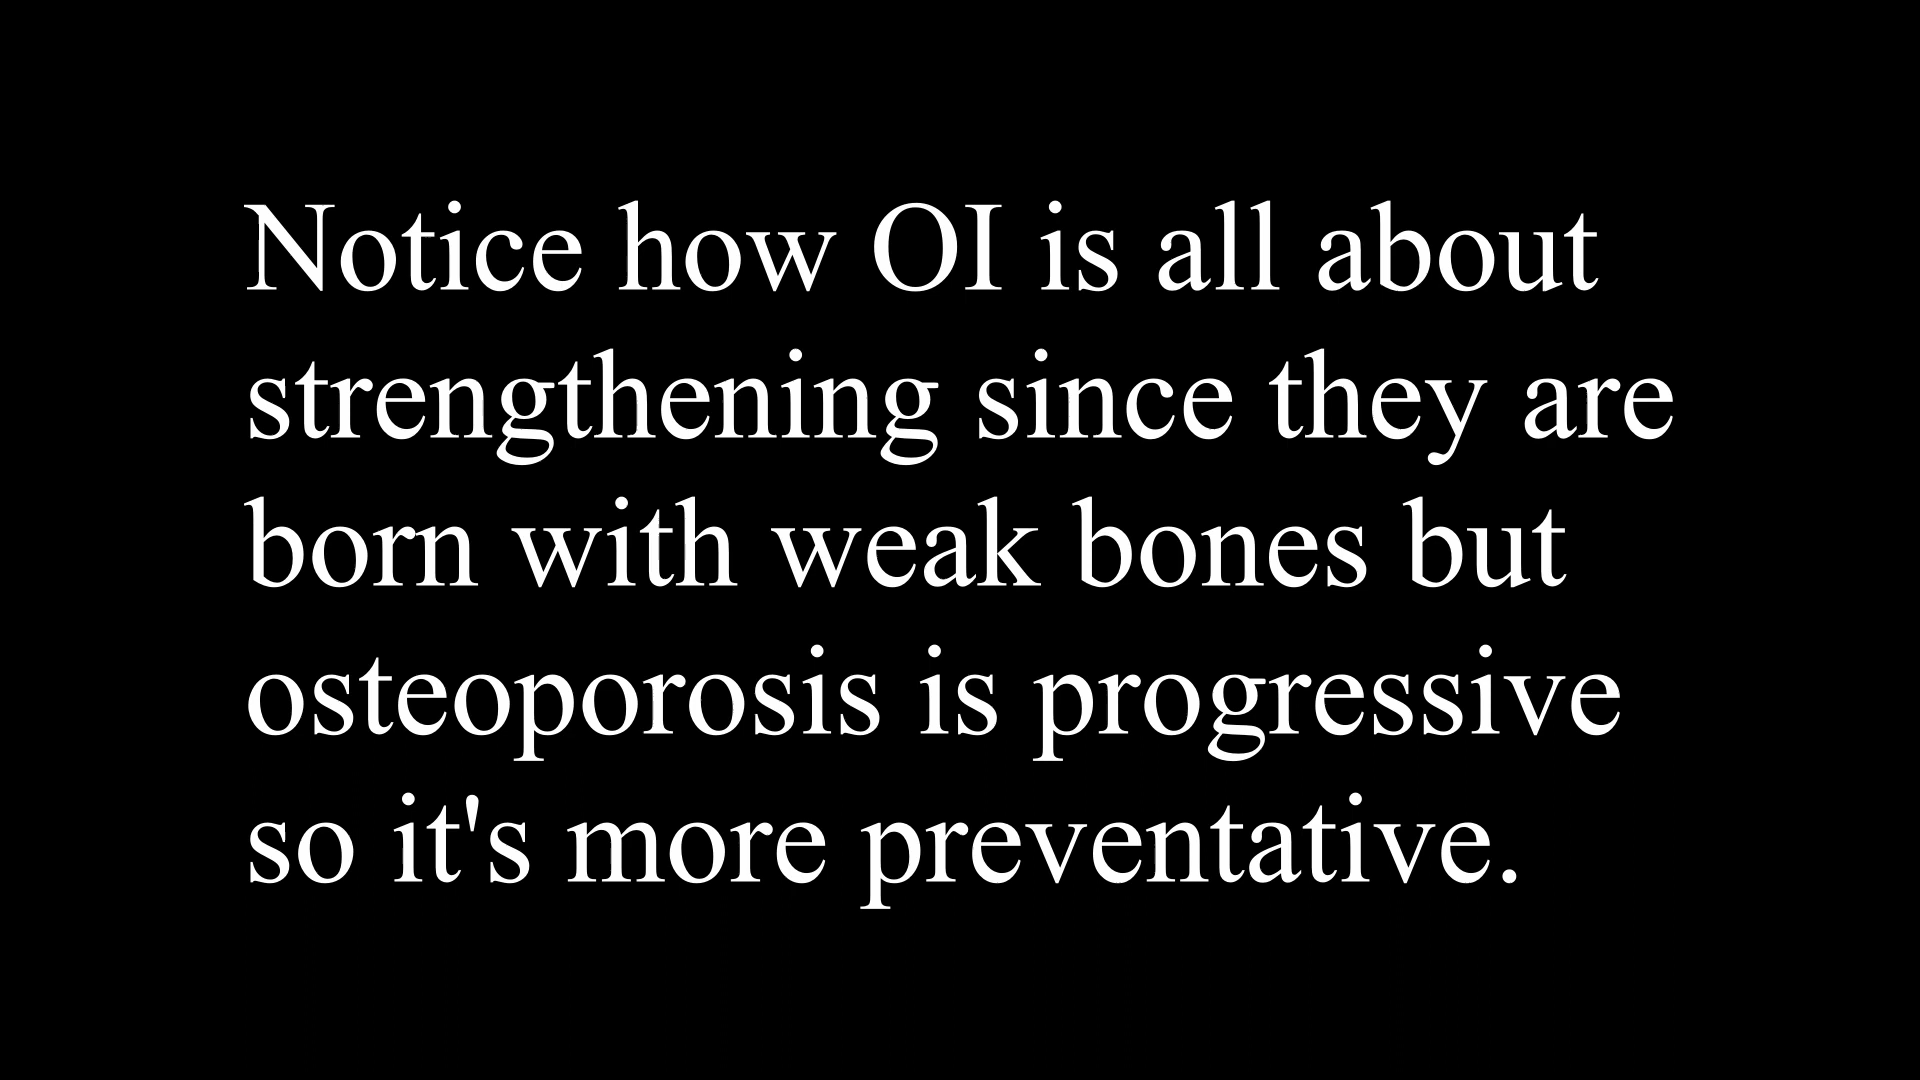 Notice how OI is all about
strengthening since they are
born with weak bones but
osteoporosis is progressive
so it's more preventative.